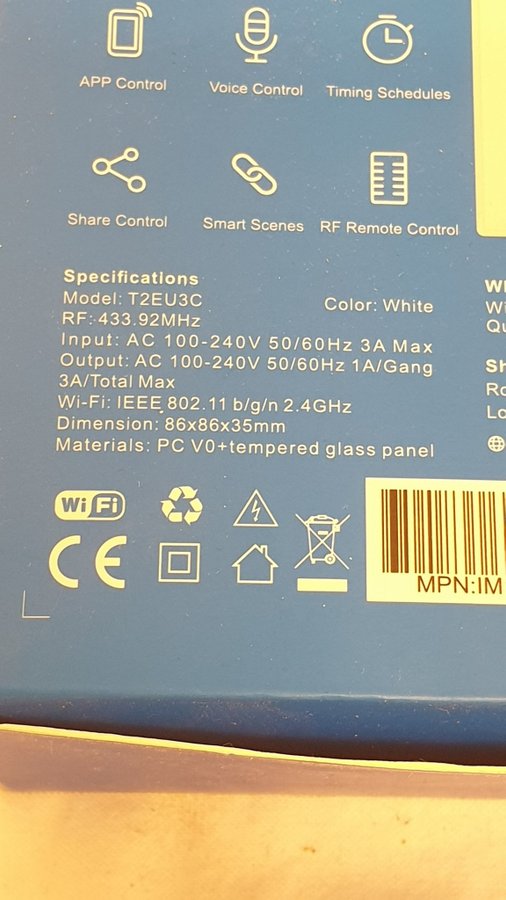 APP Control
Voice Control
Timing Schedules
Share Control
Smart Scenes
RF Remote Control
Specifications
Model: T2EU3C
Color: White
RF: 433.92MHz
Input: AC 100-240V 50/60Hz 3A Max
Output: AC 100-240V 50/60Hz 1A/Gang
3A/Total Max
Wi-Fi: IEEE 802.11 b/g/n 2.4GHz
Dimension: 86x86x35mm
Materials: PC V0+tempered glass panel
WiFi
CE
MPN:IM